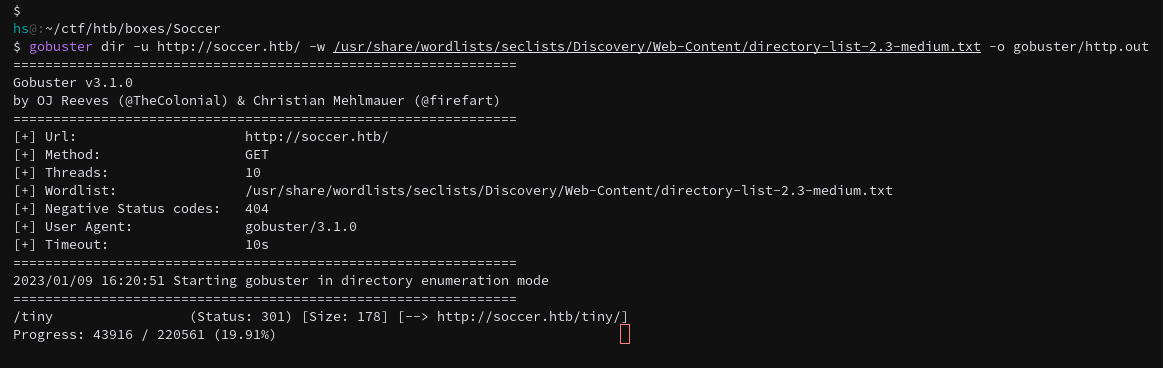 $
hs@:~/ctf/htb/boxes/Soccer
$ gobuster dir -u http://soccer.htb/ -w /usr/share/wordlists/seclists/Discovery/Web-Content/directory-list-2.3-medium.txt -o gobuster/http.out
===============================================================
Gobuster v3.1.0
by OJ Reeves (@TheColonial) & Christian Mehlmauer (@firefart)
===============================================================
[+] Url:                     http://soccer.htb/
[+] Method:                  GET
[+] Threads:                 10
[+] Wordlist:                /usr/share/wordlists/seclists/Discovery/Web-Content/directory-list-2.3-medium.txt
[+] Negative Status codes:   404
[+] User Agent:              gobuster/3.1.0
[+] Timeout:                 10s
===============================================================
2023/01/09 16:20:51 Starting gobuster in directory enumeration mode
===============================================================
/tiny                 (Status: 301) [Size: 178] [--> http://soccer.htb/tiny/]
Progress: 43916 / 220561 (19.91%)